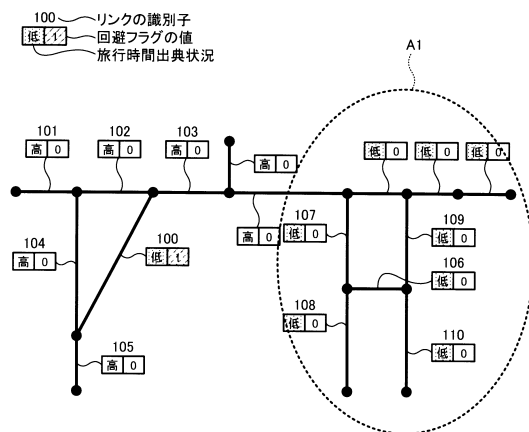 100 リンクの識別子
低 1 回避フラグの値
旅行時間出典状況
A1
101
高 0
102
高 0
103
高 0
高 0
低 0
低 0
低 0
高 0
107
低 0
109
低 0
104
高 0
100
低 1
106
低 0
108
低 0
105
高 0
110
低 0